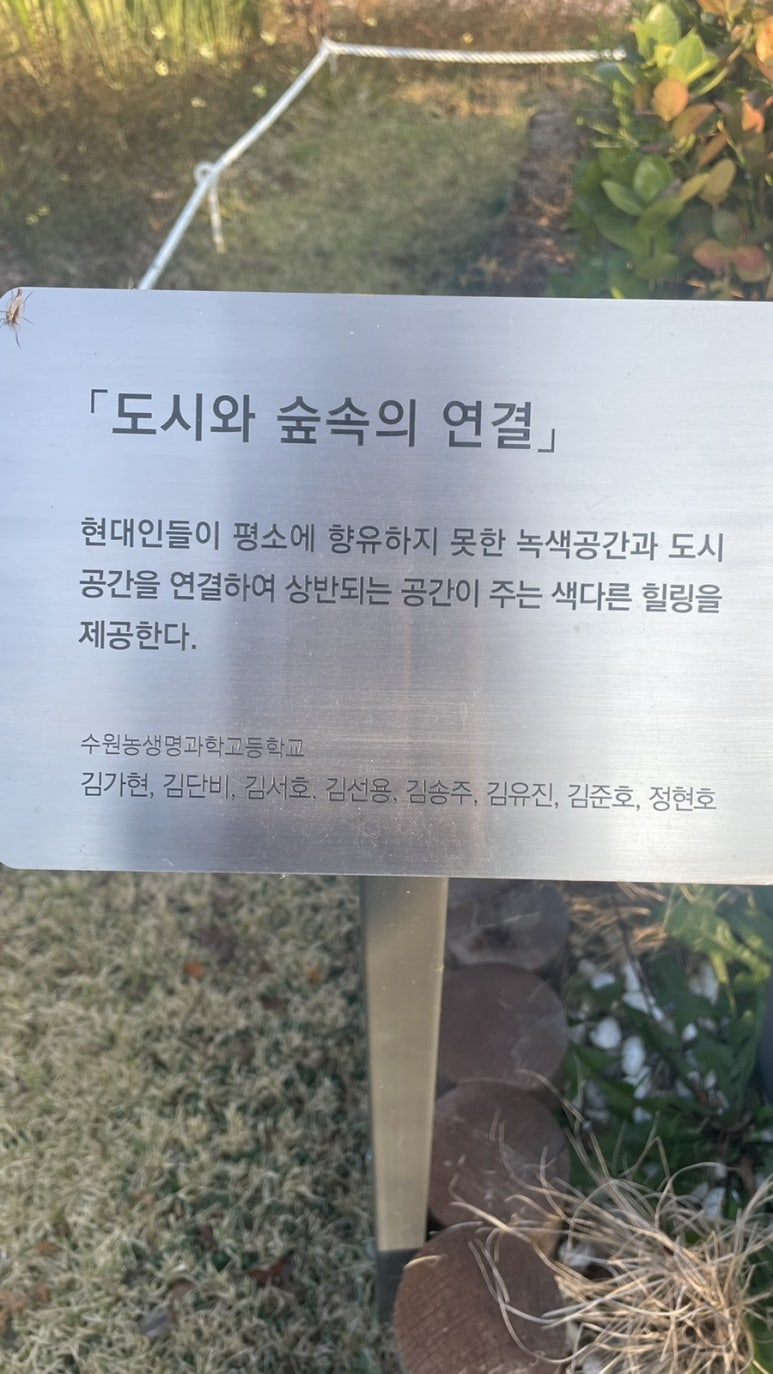 「도시와 숲속의 연결」
현대인들이 평소에 향유하지 못한 녹색공간과 도시
공간을 연결하여 상반되는 공간이 주는 색다른 힐링을
제공한다.
수원농생명과학고등학교
김가현, 김단비, 김서호, 김선용, 김송주, 김유진, 김준호, 정현호